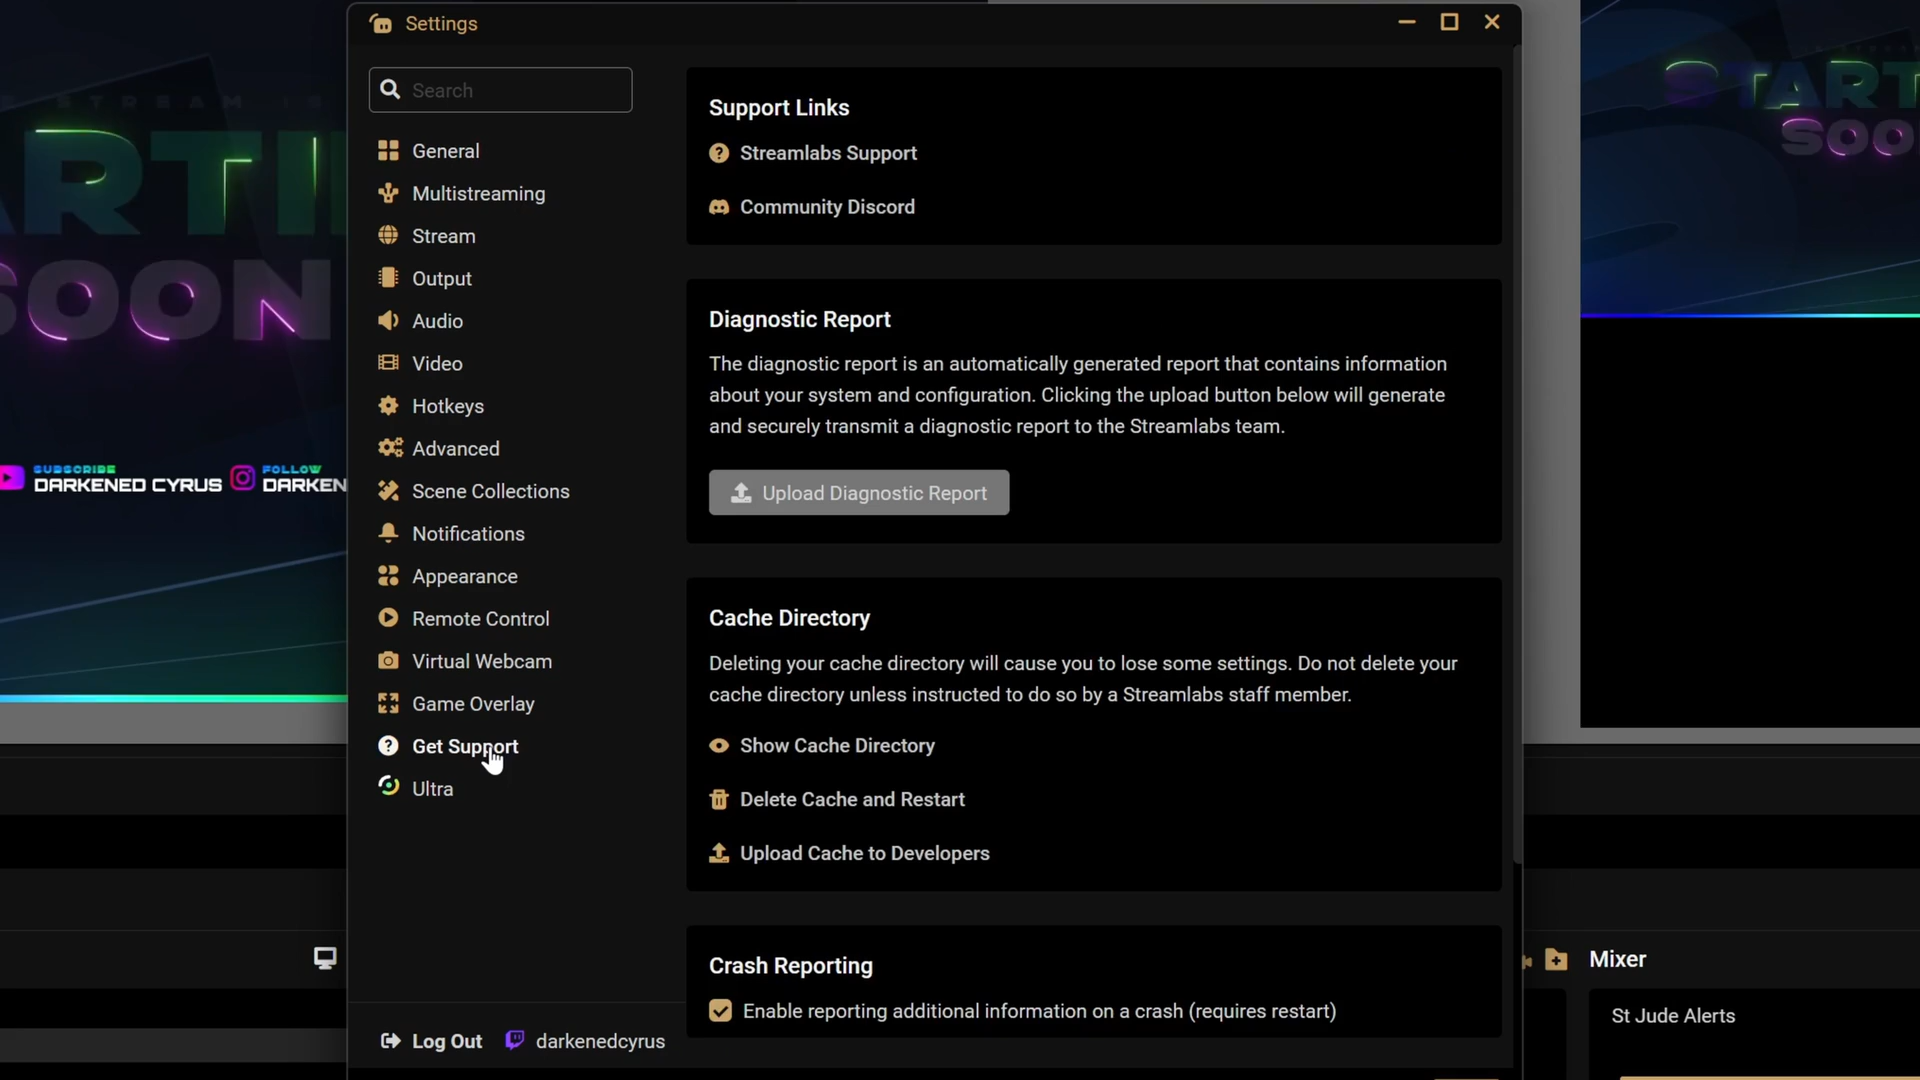 Settings
Search
General
Multistreaming
Stream
Output
Audio
Video
Hotkeys
Advanced
Scene Collections
Notifications
Appearance
Remote Control
Virtual Webcam
Game Overlay
Get Support
Ultra
Log Out
darkenedcyrus
Support Links
Streamlabs Support
Community Discord
Diagnostic Report
The diagnostic report is an automatically generated report that contains information
about your system and configuration. Clicking the upload button below will generate
and securely transmit a diagnostic report to the Streamlabs team.
Upload Diagnostic Report
Cache Directory
Deleting your cache directory will cause you to lose some settings. Do not delete your
cache directory unless instructed to do so by a Streamlabs staff member.
Show Cache Directory
Delete Cache and Restart
Upload Cache to Developers
Crash Reporting
Enable reporting additional information on a crash (requires restart)
STREAM
ARTI
SOON
SUBSCRIBE
DARKENED CYRUS
FOLLOW
DARKEN
START
SOO
Mixer
St Jude Alerts